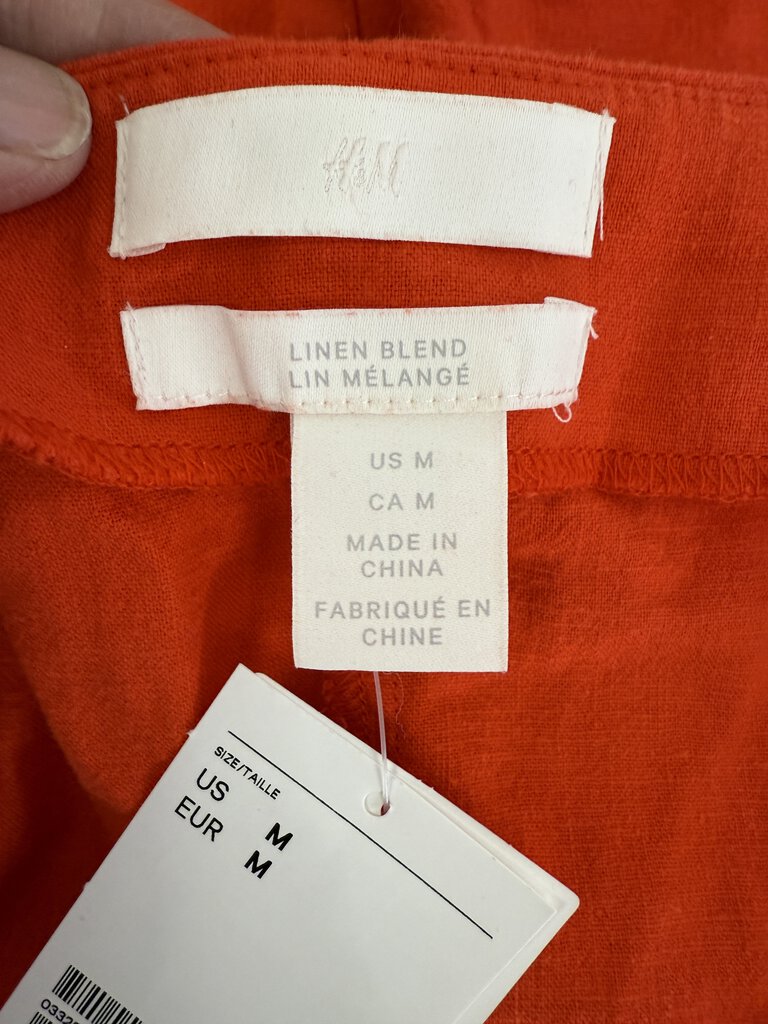 H&M
LINEN BLEND
LIN MÉLANGÉ
US M
CA M
MADE IN
CHINA
FABRIQUÉ EN
CHINE
SIZE/TAILLE
US M
EUR M